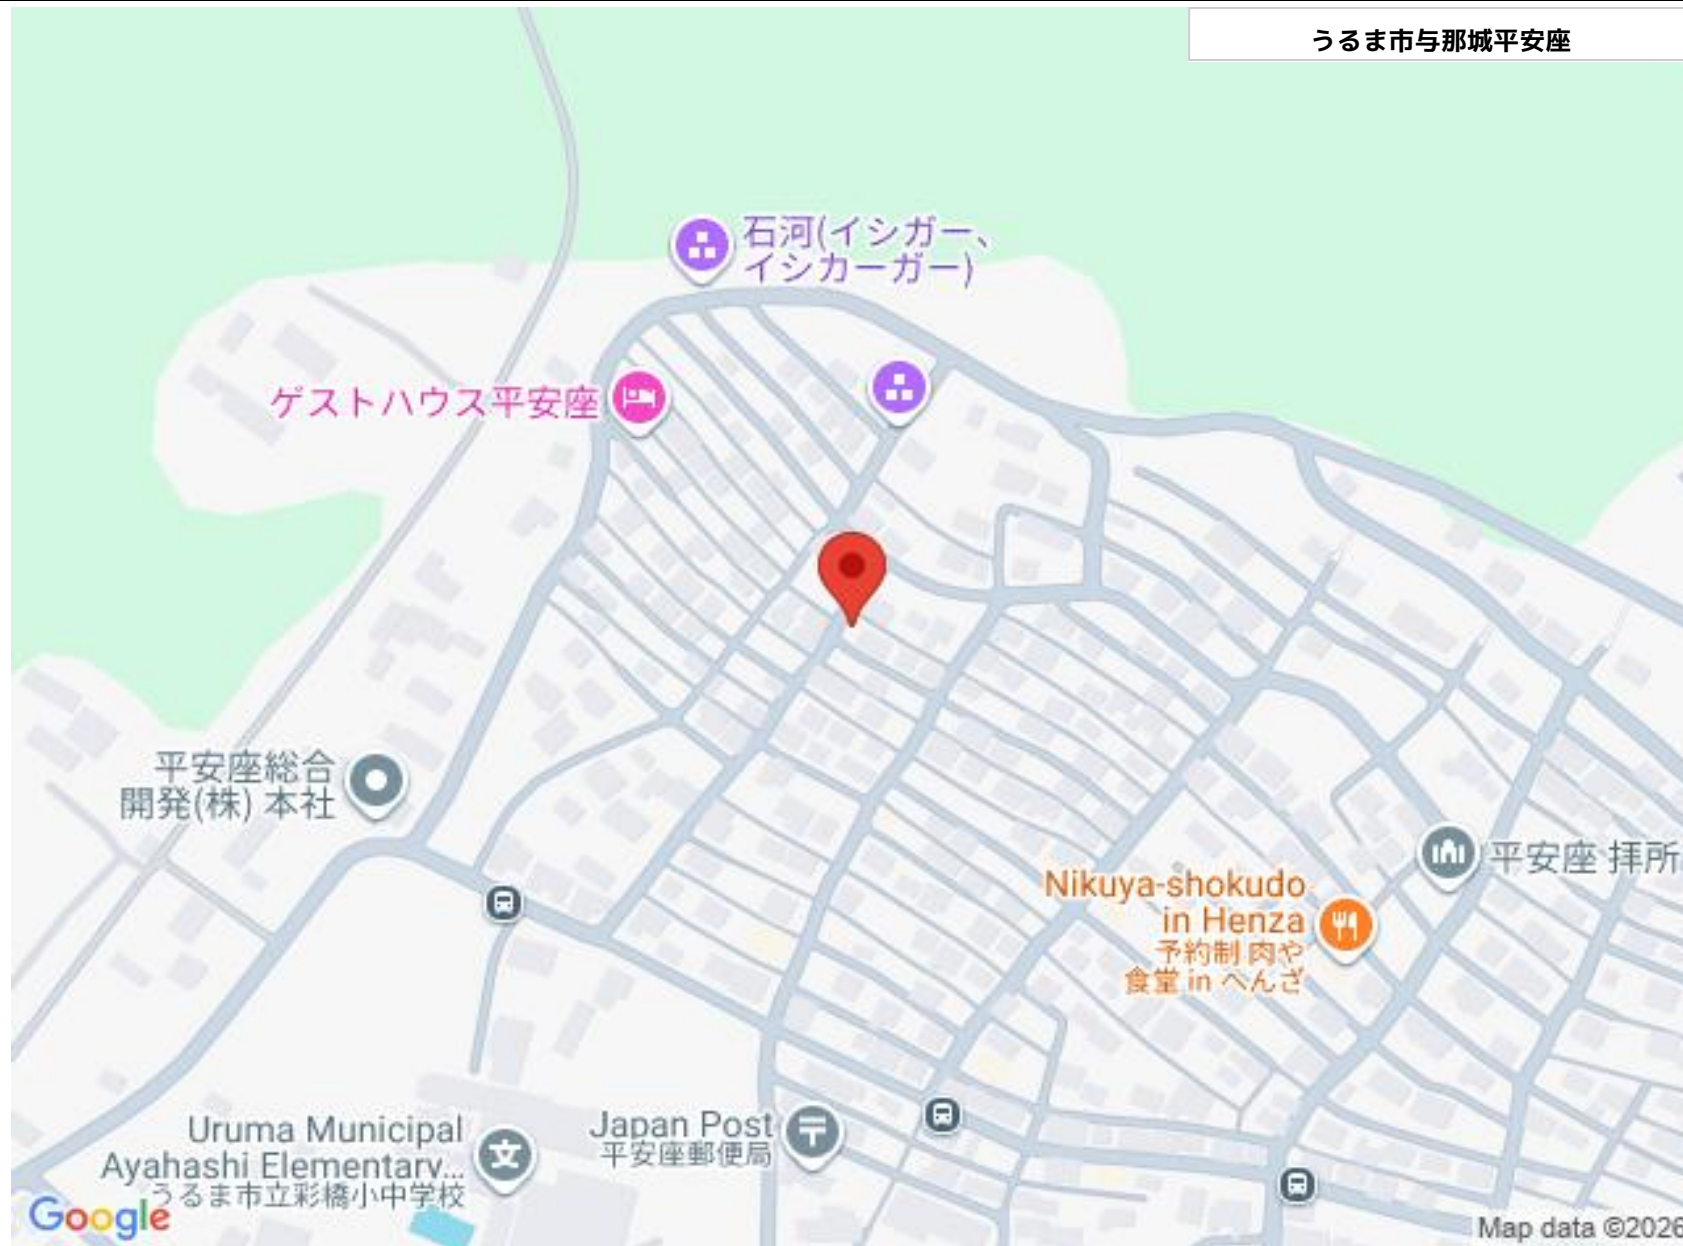 うるま市与那城平安座
石河(イシガー、
イシカーガー)
ゲストハウス平安座
平安座総合
開発(株) 本社
平安座 拝所
Nikuya-shokudo
in Henza
予約制 肉や
食堂 in へんざ
Uruma Municipal
Ayahashi Elementary...
うるま市立彩橋小中学校
文
Japan Post
平安座郵便局
〒
Google
Map data ©2026